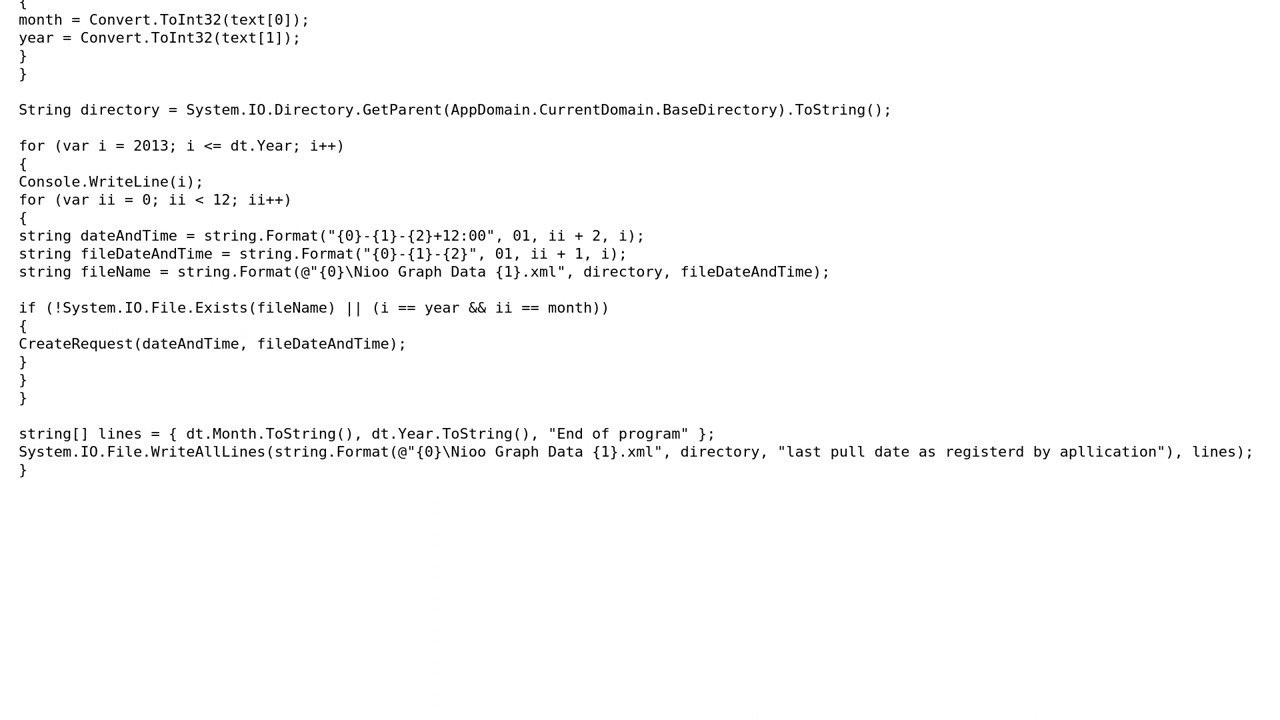 {
month = Convert.ToInt32(text[0]);
year = Convert.ToInt32(text[1]);
}
}

String directory = System.IO.Directory.GetParent(AppDomain.CurrentDomain.BaseDirectory).ToString();

for (var i = 2013; i <= dt.Year; i++)
{
Console.WriteLine(i);
for (var ii = 0; ii < 12; ii++)
{
string dateAndTime = string.Format("{0}-{1}-{2}+12:00", 01, ii + 2, i);
string fileDateAndTime = string.Format("{0}-{1}-{2}", 01, ii + 1, i);
string fileName = string.Format(@"{0}\Nioo Graph Data {1}.xml", directory, fileDateAndTime);

if (!System.IO.File.Exists(fileName) || (i == year && ii == month))
{
CreateRequest(dateAndTime, fileDateAndTime);
}
}
}

string[] lines = { dt.Month.ToString(), dt.Year.ToString(), "End of program" };
System.IO.File.WriteAllLines(string.Format(@"{0}\Nioo Graph Data {1}.xml", directory, "last pull date as registerd by apllication"), lines);
}